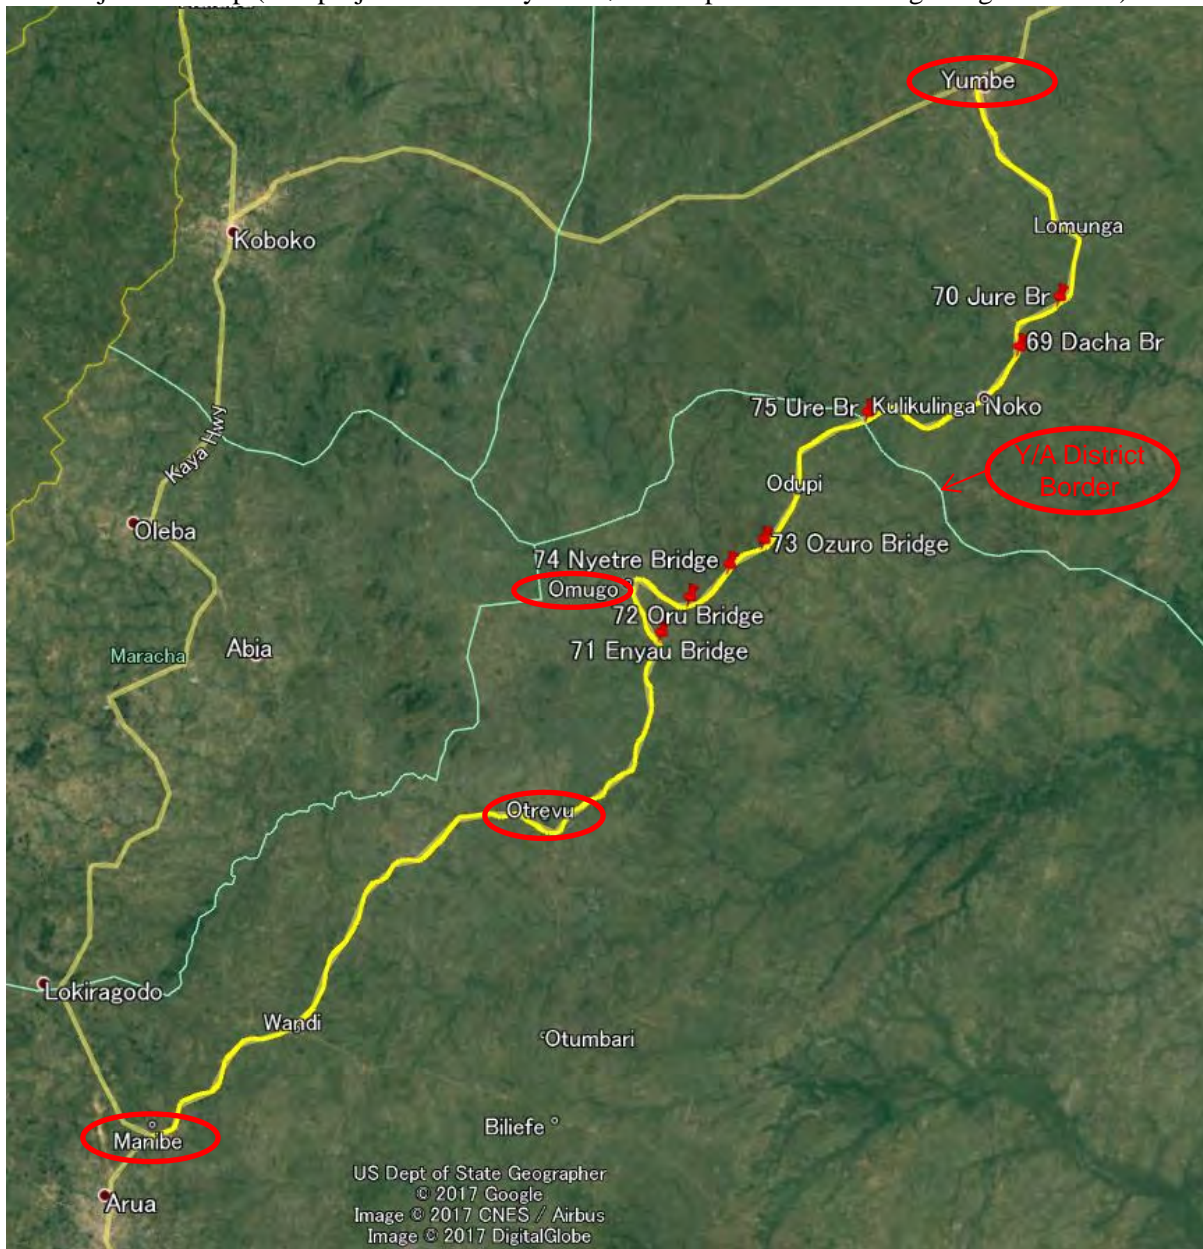 Yumbe
Koboko
Lomunga
70 Jure Br
69 Dacha Br
75 Ure Br
Kulikulinga
Noko
Kaya Hwy
Y/A District
Border
Odupi
Oleba
73 Ozuro Bridge
74 Nyetre Bridge
Omugo
72 Oru Bridge
71 Enyau Bridge
Abia
Maracha
Otrevu
Lokiragodo
Wandi
Otumbari
Biliefe
Manibe
Arua
US Dept of State Geographer
© 2017 Google
Image © 2017 CNES / Airbus
Image © 2017 DigitalGlobe